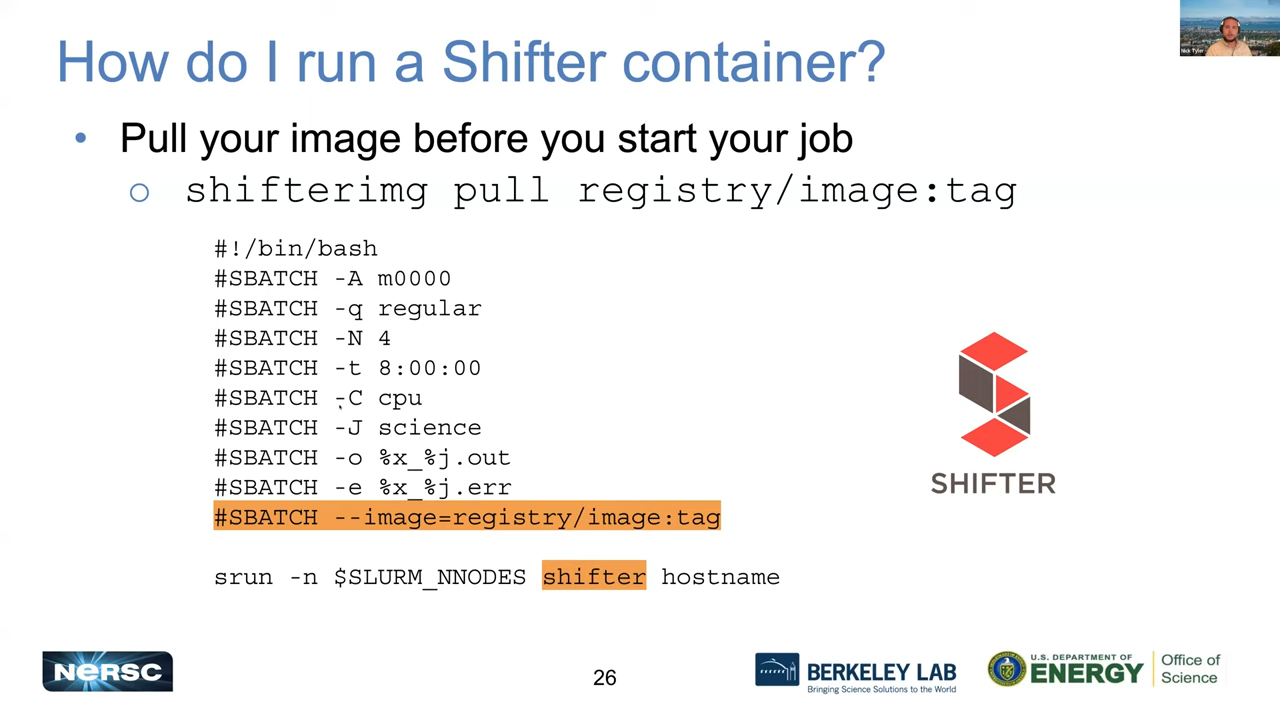 How do I run a Shifter container?
Nick Tyler
• Pull your image before you start your job
○ shifterimg pull registry/image:tag
#!/bin/bash
#SBATCH -A m0000
#SBATCH -q regular
#SBATCH -N 4
#SBATCH -t 8:00:00
#SBATCH -C cpu
#SBATCH -J science
#SBATCH -o %x_%j.out
#SBATCH -e %x_%j.err
#SBATCH --image=registry/image:tag
srun -n $SLURM_NNODES shifter hostname
SHIFTER
NERSC
26
BERKELEY LAB
Bringing Science Solutions to the World
U.S. DEPARTMENT OF
ENERGY
Office of
Science